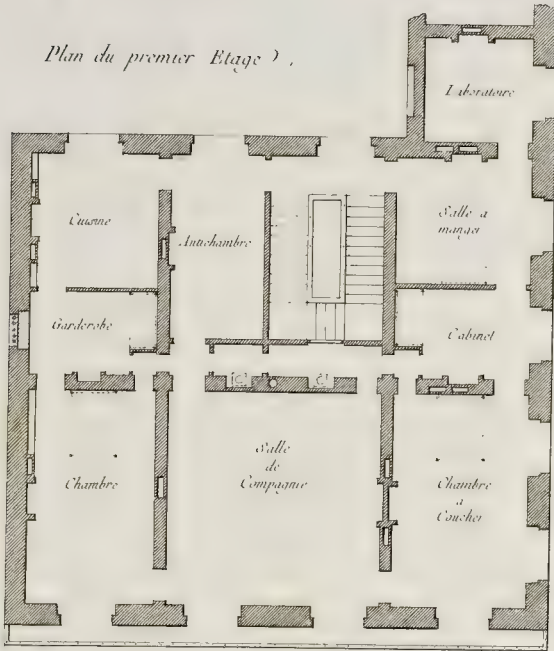 Plan du premier Etage
Laboratoire
Cuisine
Antichambre
Salle a
manger
Garderobe
Cabinet
Salle
de
Compagnie
Chambre
Chambre
a
Coucher